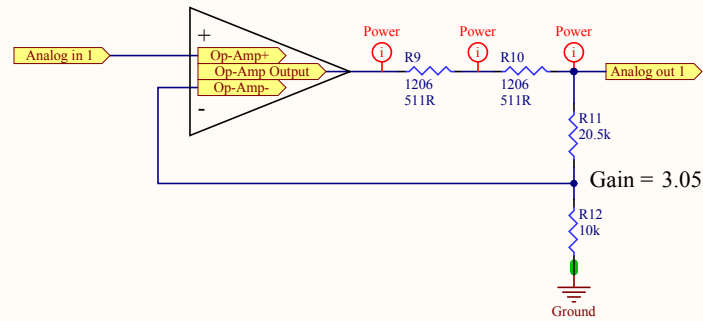 Power
Power
Power
i
i
i
+
Analog in 1
Op-Amp+
Op-Amp Output
Op-Amp-
-
R9
1206
511R
R10
1206
511R
Analog out 1
R11
20.5k
Gain = 3.05
R12
10k
Ground